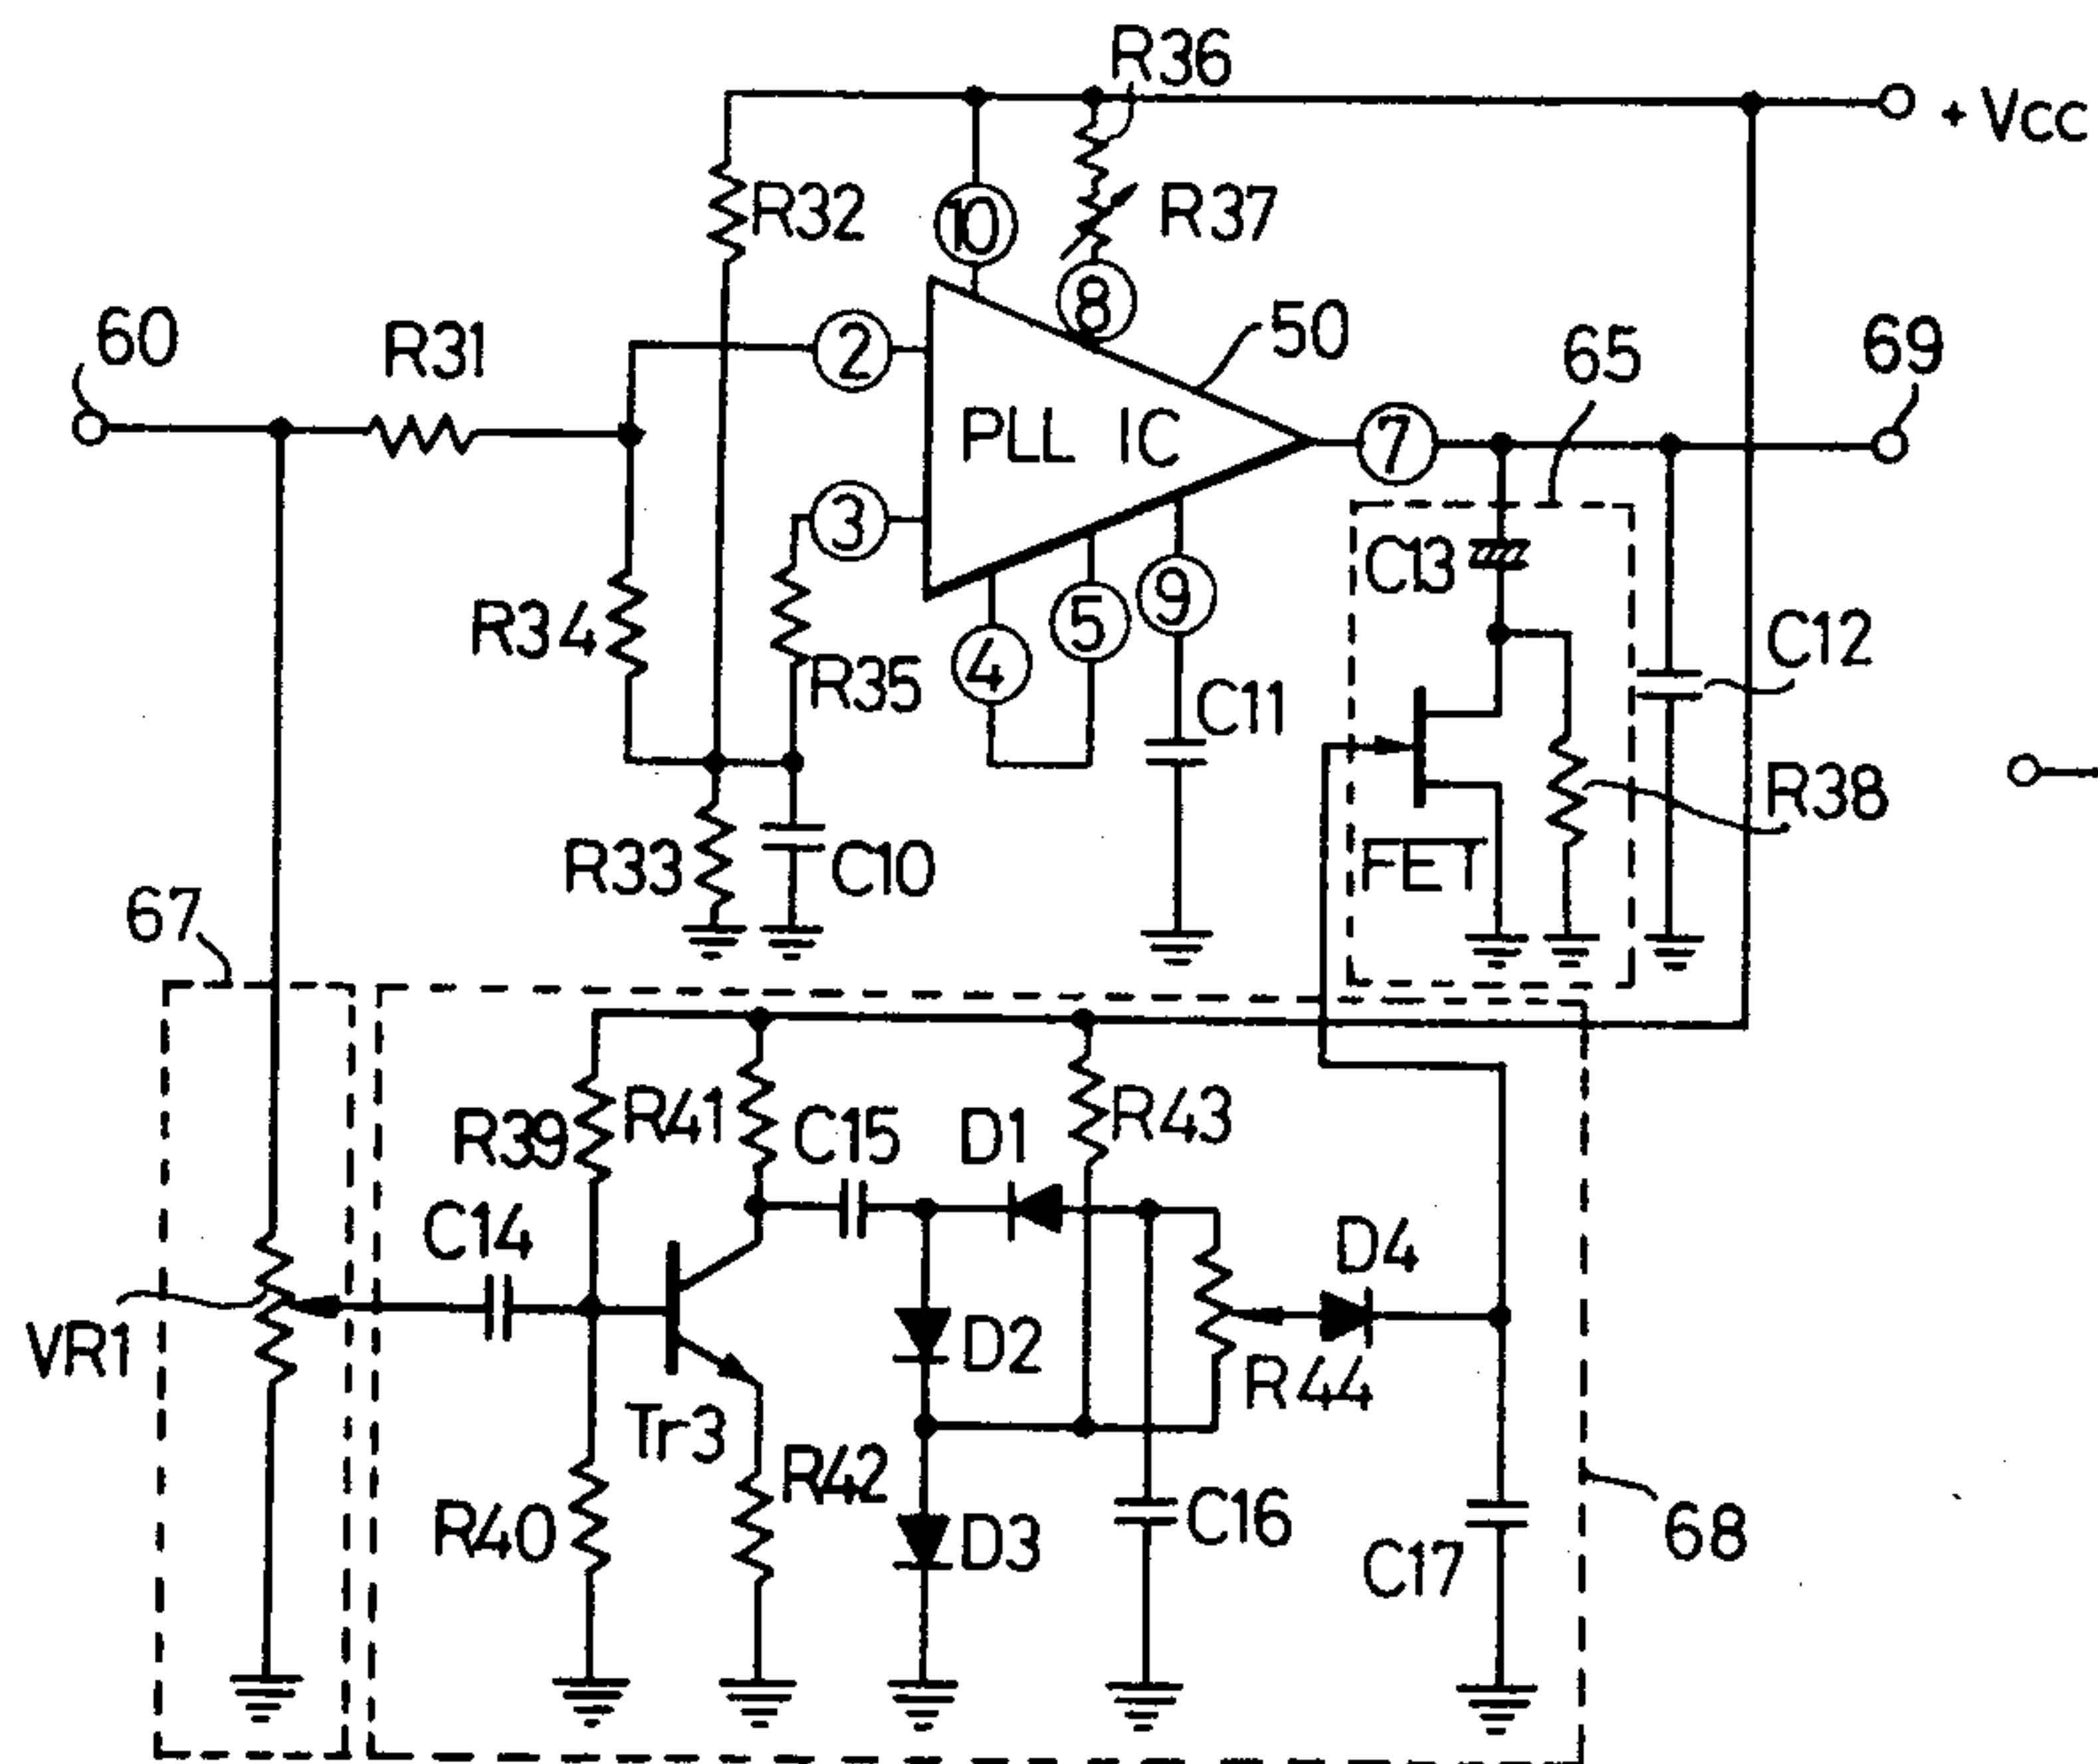 R36
+ Vcc
R32
10
R37
8
60
R31
2
50
65
69
PLL IC
7
3
C13
R34
R35
4
5
9
C11
C12
R38
R33
C10
FET
67
R39
R41
C15
D1
R43
C14
D4
VR1
D2
R44
Tr3
R42
R40
D3
C16
C17
68